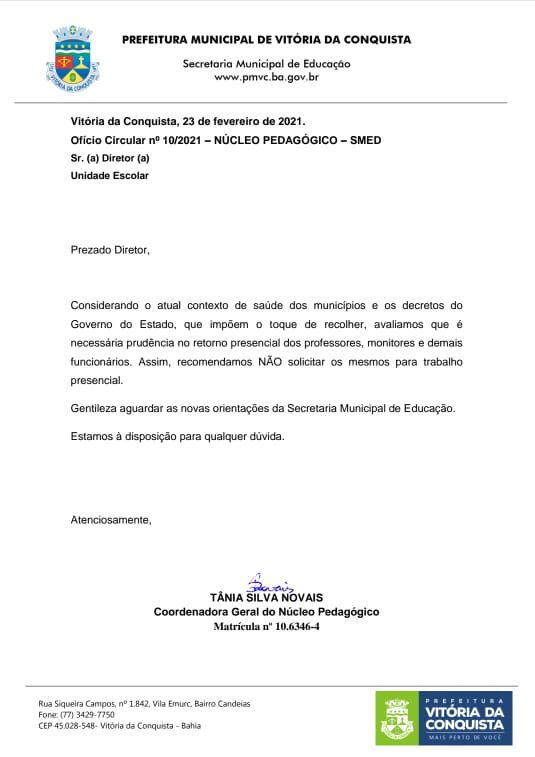 PREFEITURA MUNICIPAL DE VITÓRIA DA CONQUISTA
Secretaria Municipal de Educação
www.pmvc.ba.gov.br
Vitória da Conquista, 23 de fevereiro de 2021.
Ofício Circular nº 10/2021 – NÚCLEO PEDAGÓGICO – SMED
Sr. (a) Diretor (a)
Unidade Escolar
Prezado Diretor,
Considerando o atual contexto de saúde dos municípios e os decretos do
Governo do Estado, que impõem o toque de recolher, avaliamos que é
necessária prudência no retorno presencial dos professores, monitores e demais
funcionários. Assim, recomendamos NÃO solicitar os mesmos para trabalho
presencial.
Gentileza aguardar as novas orientações da Secretaria Municipal de Educação.
Estamos à disposição para qualquer dúvida.
Atenciosamente,
TÂNIA SILVA NOVAIS
Coordenadora Geral do Núcleo Pedagógico
Matrícula nº 10.6346-4
Rua Siqueira Campos, nº 1.842, Vila Emurc, Bairro Candeias
Fone: (77) 3429-7750
CEP 45.028-548- Vitória da Conquista - Bahia
PREFEITURA
VITÓRIA DA
CONQUISTA
MAIS PERTO DE VOCÊ